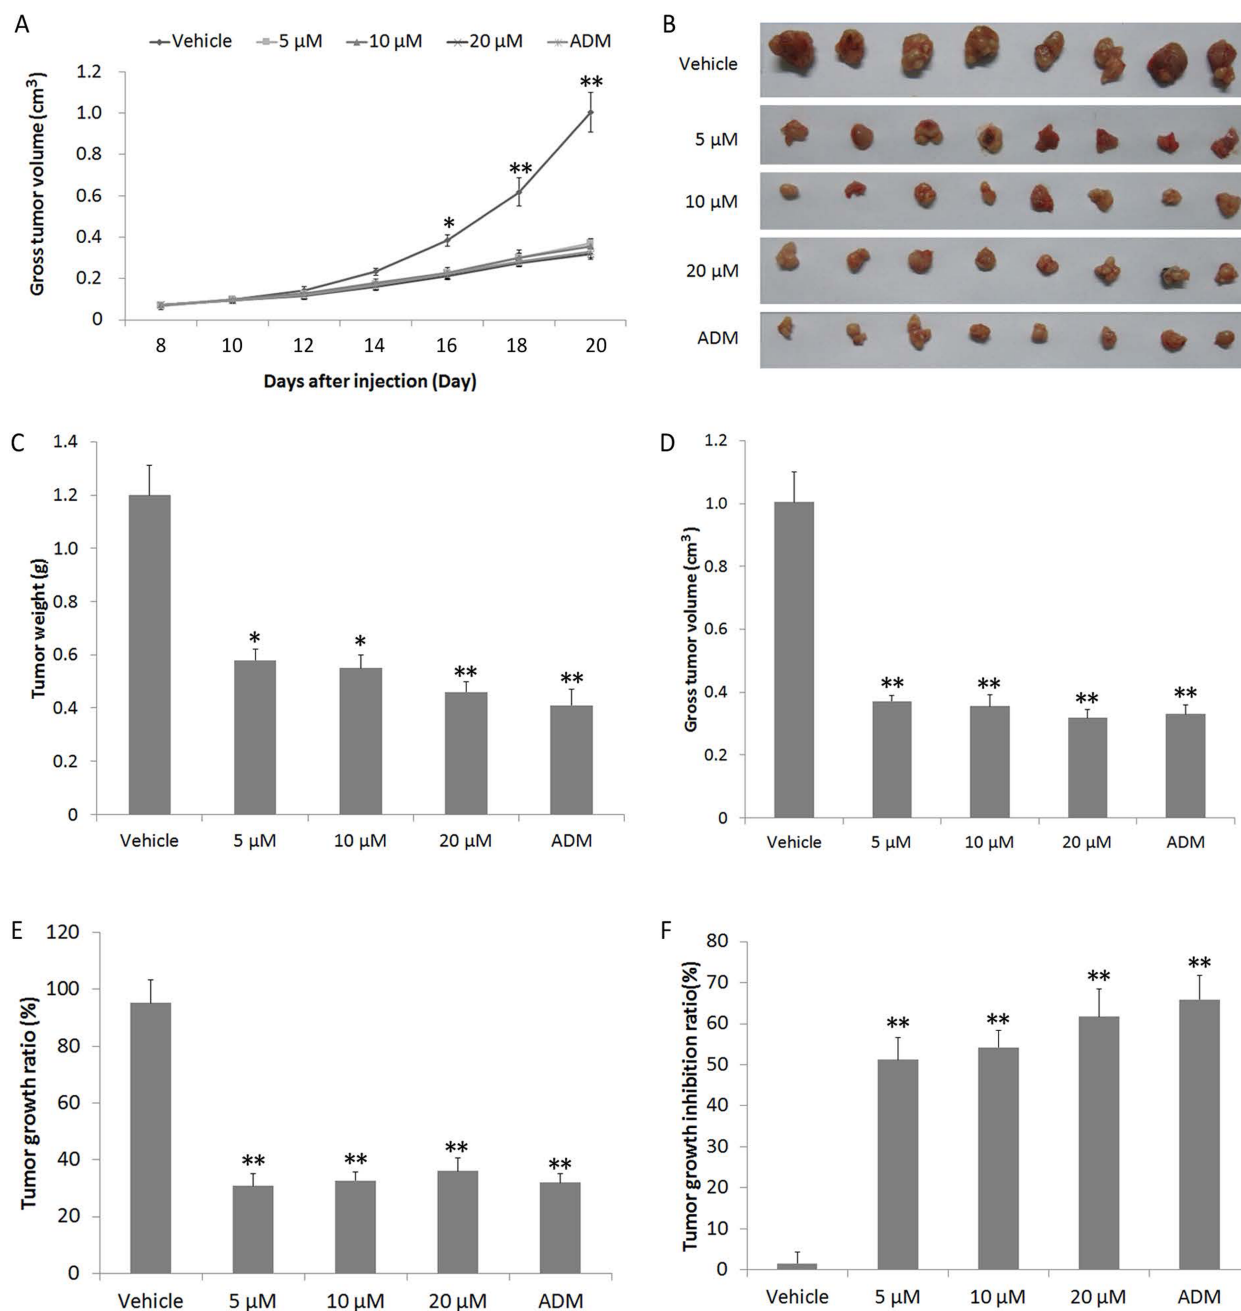 A
Vehicle 5 μM 10 μM 20 μM ADM
Gross tumor volume (cm³)
1.2
1.0
0.8
0.6
0.4
0.2
0
**
**
*
8 10 12 14 16 18 20
Days after injection (Day)
B
Vehicle
5 μM
10 μM
20 μM
ADM
C
Tumor weight (g)
1.4
1.2
1.0
0.8
0.6
0.4
0.2
0
* * ** **
Vehicle 5 μM 10 μM 20 μM ADM
D
Gross tumor volume (cm³)
1.2
1.0
0.8
0.6
0.4
0.2
0
** ** ** **
Vehicle 5 μM 10 μM 20 μM ADM
E
Tumor growth ratio (%)
120
100
80
60
40
20
0
** ** ** **
Vehicle 5 μM 10 μM 20 μM ADM
F
Tumor growth inhibition ratio(%)
80
70
60
50
40
30
20
10
0
** ** ** **
Vehicle 5 μM 10 μM 20 μM ADM